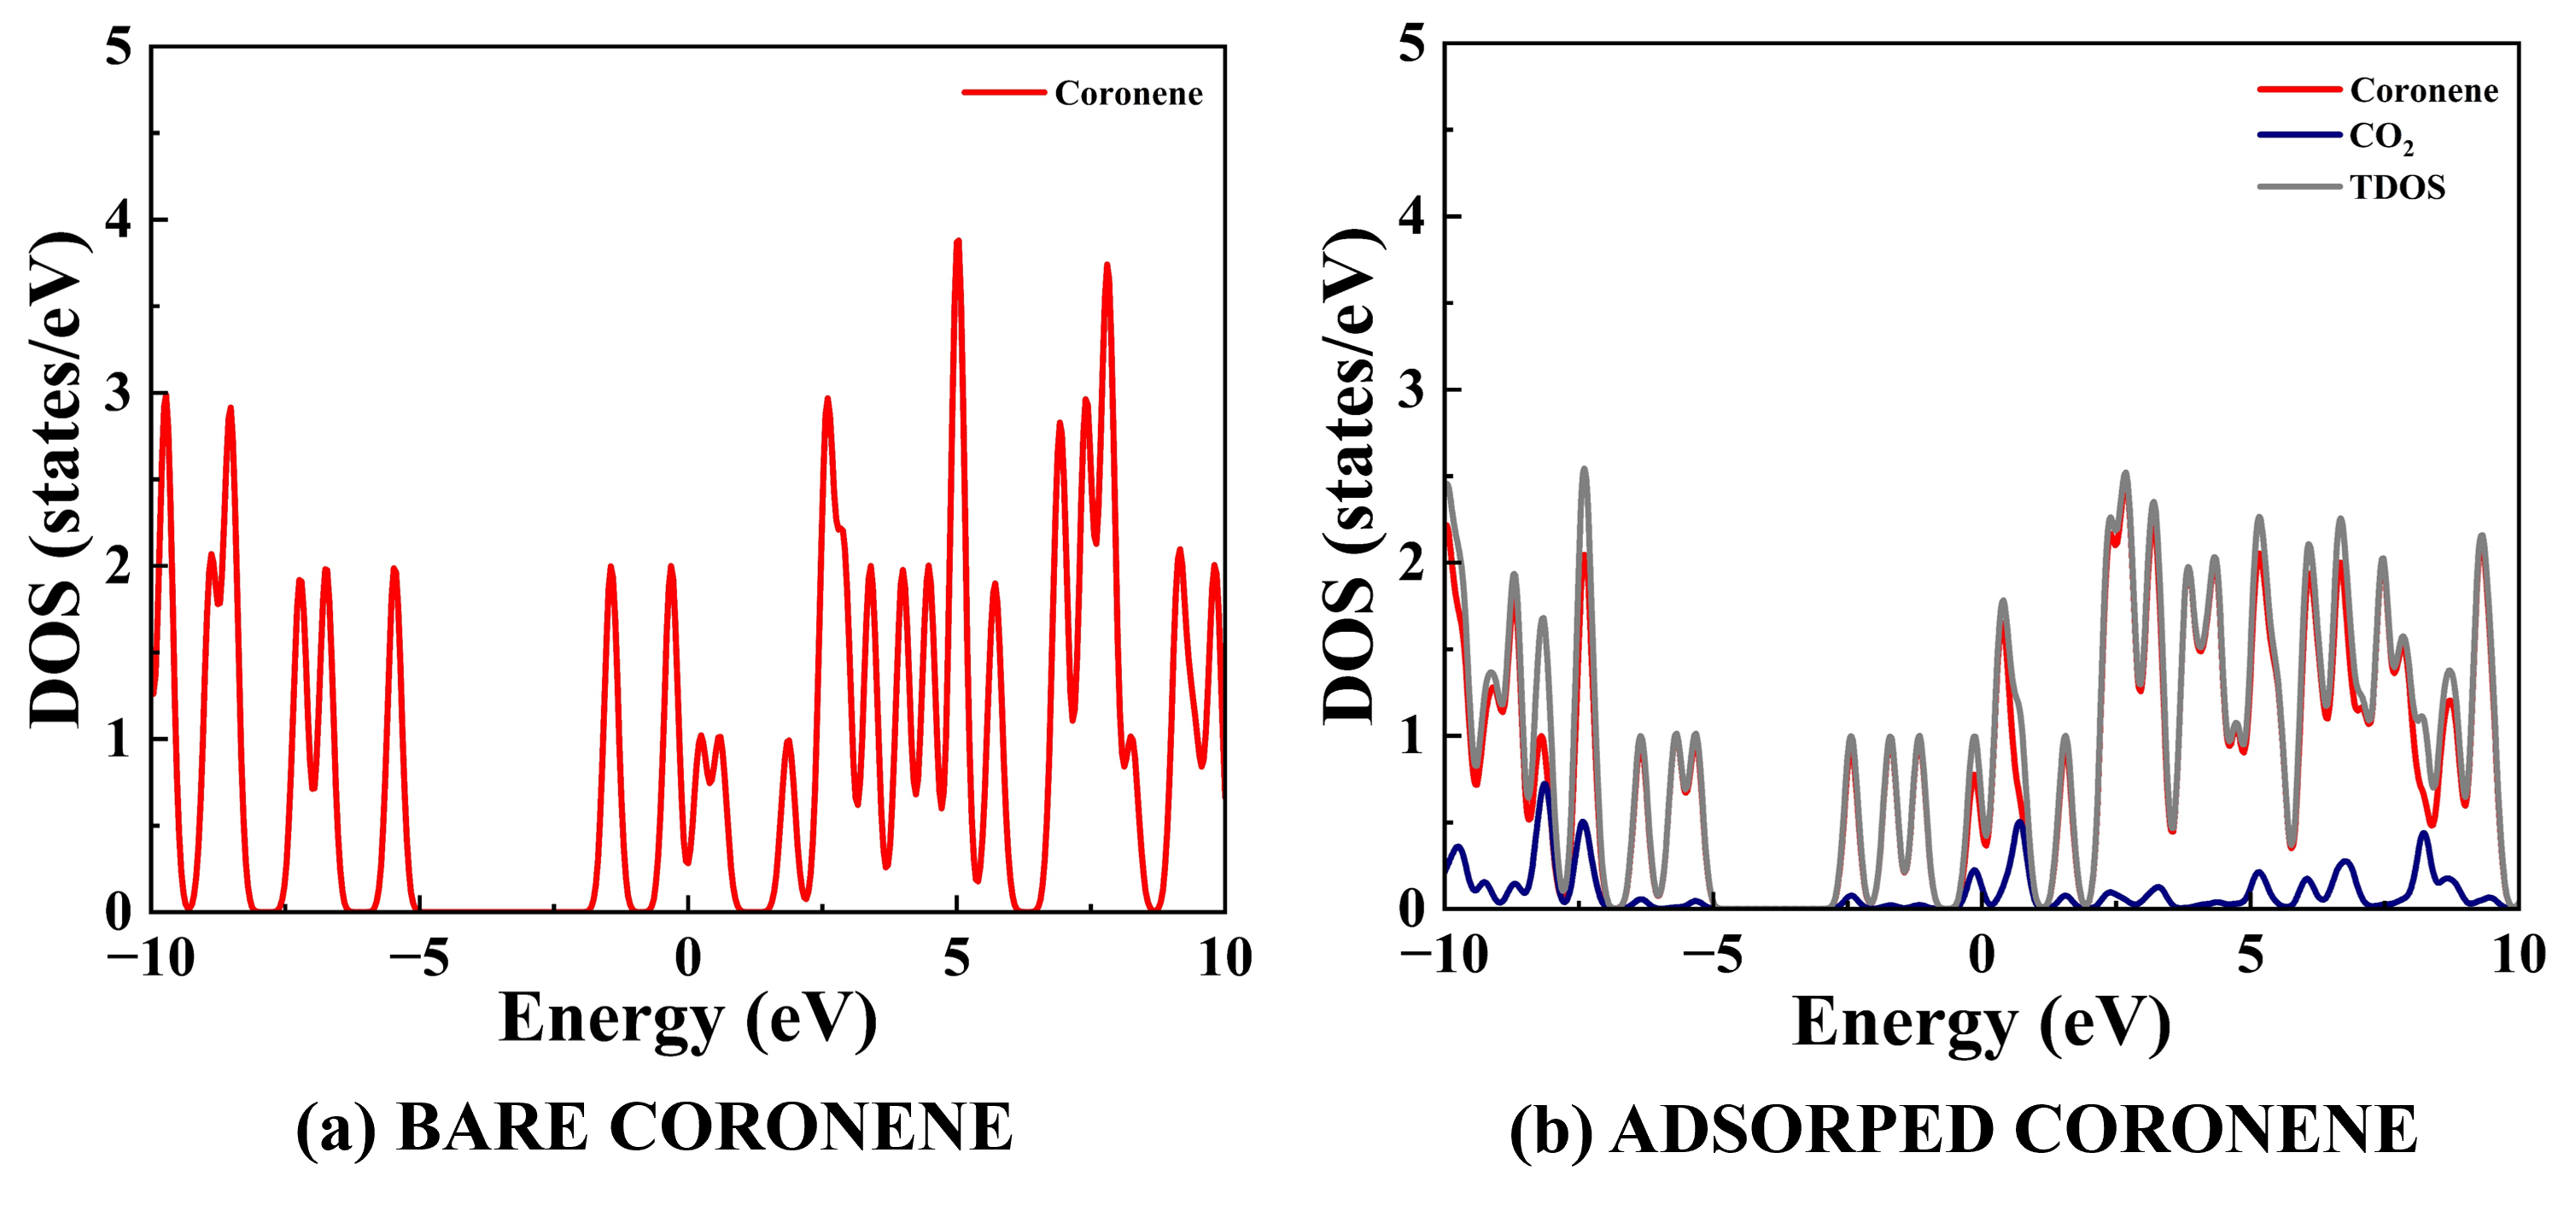 5
4
3
2
1
0
DOS (states/eV)
Coronene
−10
−5
0
5
10
Energy (eV)
(a) BARE CORONENE
5
4
3
2
1
0
DOS (states/eV)
Coronene
CO₂
TDOS
−10
−5
0
5
10
Energy (eV)
(b) ADSORPED CORONENE